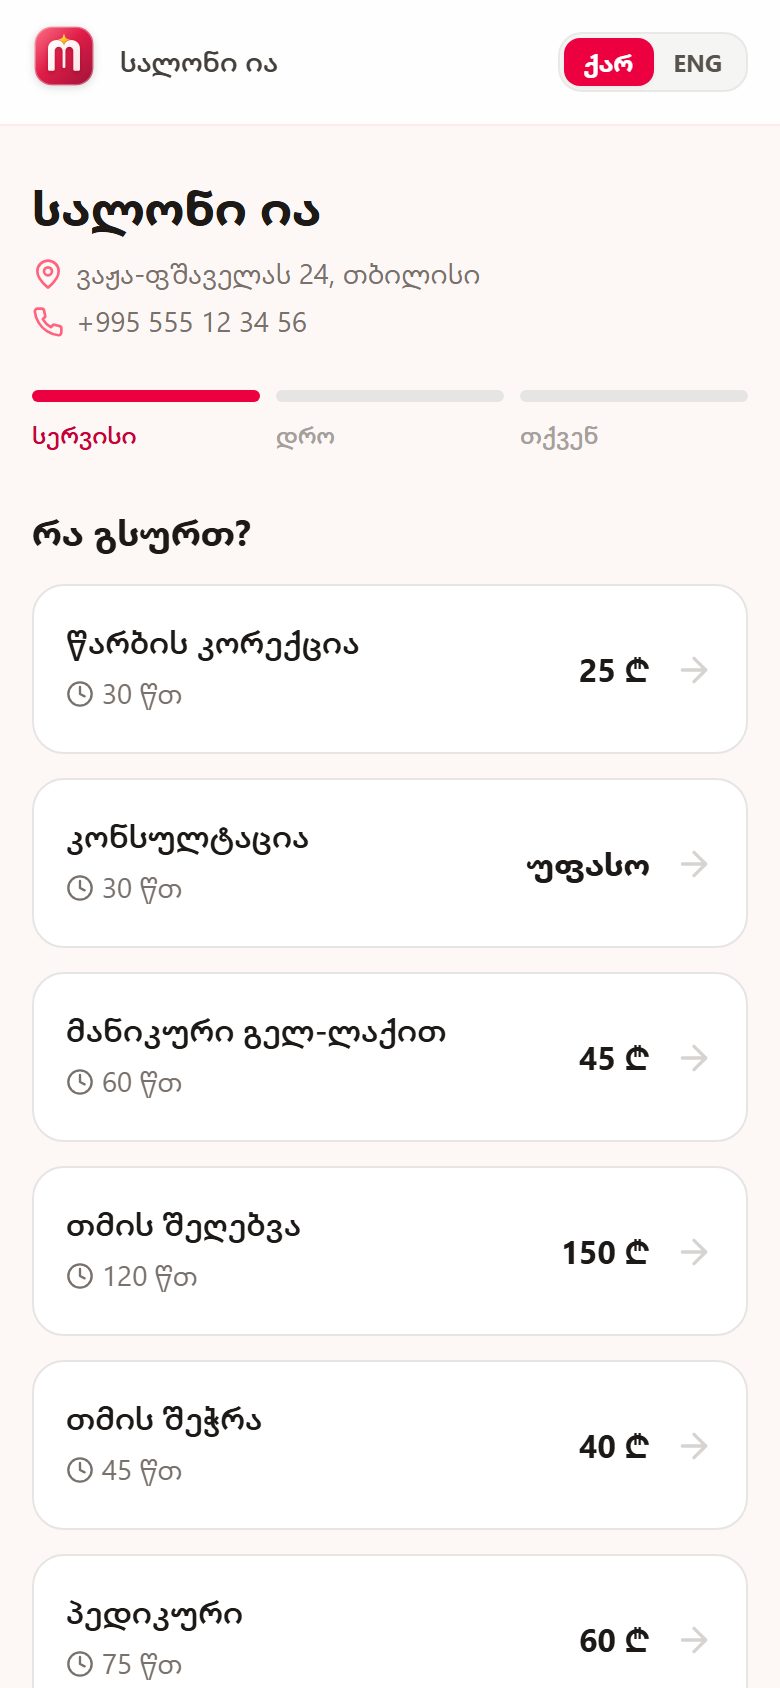 სალონი ია
ქარ ENG
სალონი ია
ვაჟა-ფშაველას 24, თბილისი
+995 555 12 34 56
სერვისი დრო თქვენ
რა გსურთ?
წარბის კორექცია
30 წთ
25 ₾
კონსულტაცია
30 წთ
უფასო
მანიკური გელ-ლაქით
60 წთ
45 ₾
თმის შეღებვა
120 წთ
150 ₾
თმის შეჭრა
45 წთ
40 ₾
პედიკური
75 წთ
60 ₾